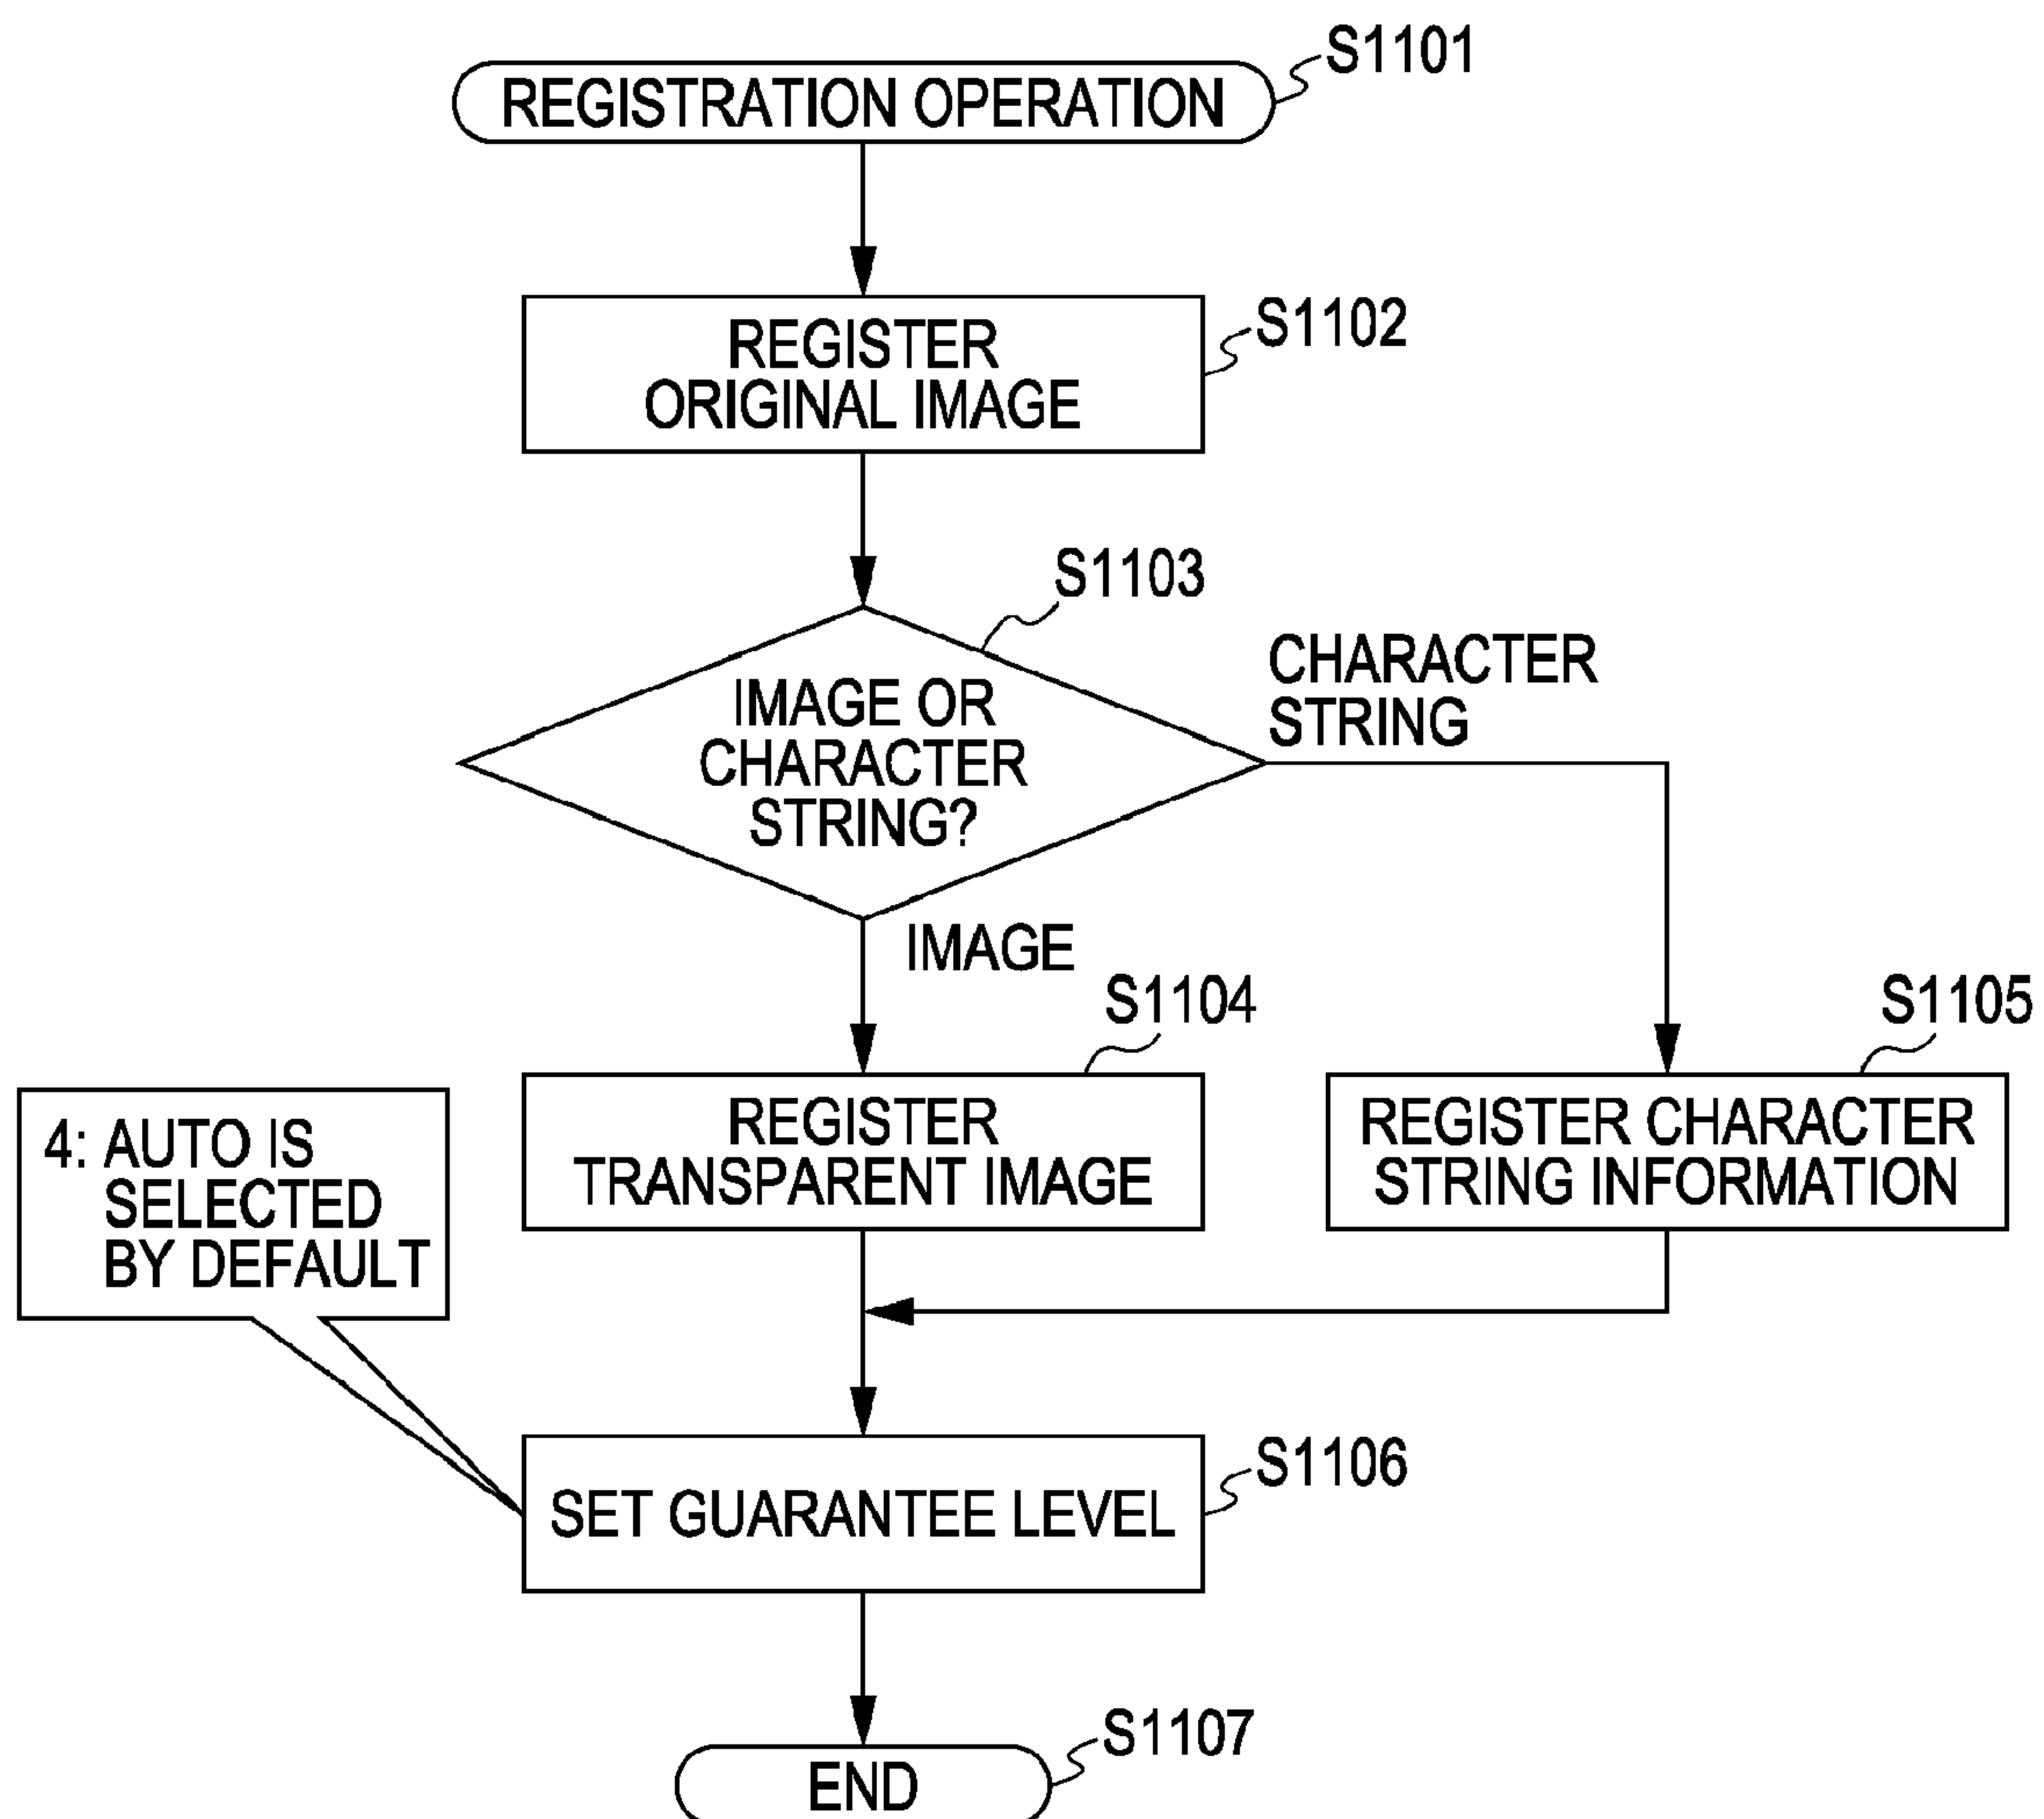 S1101
REGISTRATION OPERATION
S1102
REGISTER
ORIGINAL IMAGE
S1103
IMAGE OR
CHARACTER
STRING?
CHARACTER
STRING
IMAGE
S1104
REGISTER
TRANSPARENT IMAGE
S1105
REGISTER CHARACTER
STRING INFORMATION
4: AUTO IS
SELECTED
BY DEFAULT
S1106
SET GUARANTEE LEVEL
S1107
END